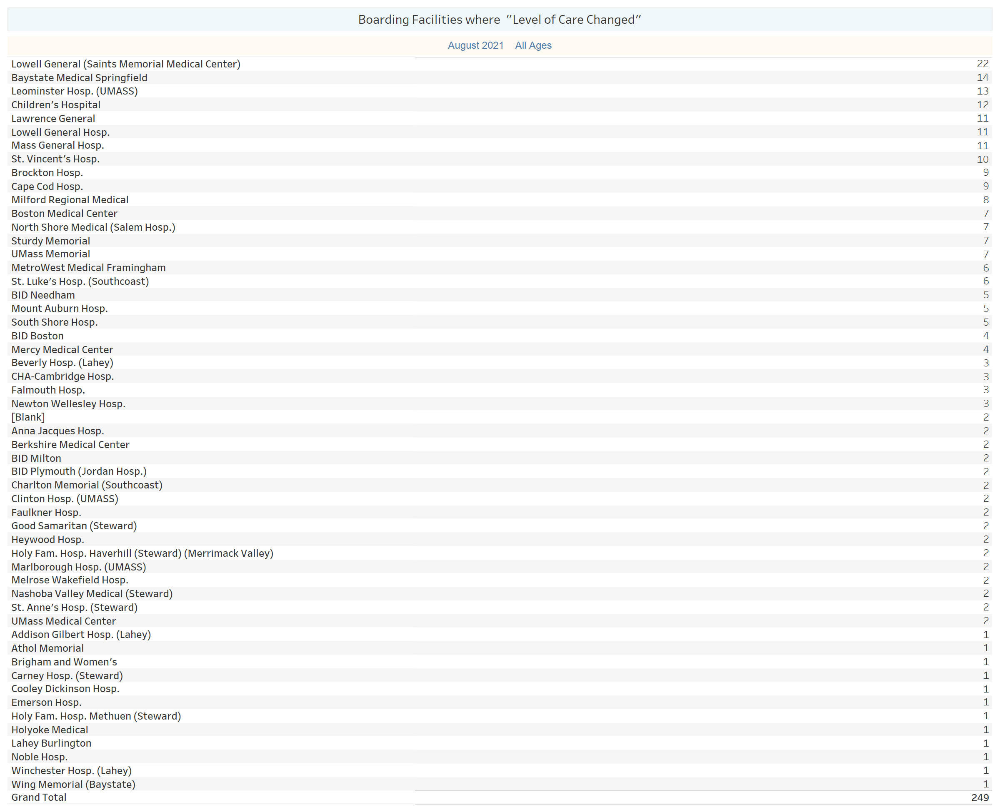 Boarding Facilities where "Level of Care Changed"
August 2021 All Ages
Lowell General (Saints Memorial Medical Center) 22
Baystate Medical Springfield 14
Leominster Hosp. (UMASS) 13
Children's Hospital 12
Lawrence General 11
Lowell General Hosp. 11
Mass General Hosp. 11
St. Vincent's Hosp. 10
Brockton Hosp. 9
Cape Cod Hosp. 9
Milford Regional Medical 8
Boston Medical Center 7
North Shore Medical (Salem Hosp.) 7
Sturdy Memorial 7
UMass Memorial 7
MetroWest Medical Framingham 6
St. Luke's Hosp. (Southcoast) 6
BID Needham 5
Mount Auburn Hosp. 5
South Shore Hosp. 5
BID Boston 4
Mercy Medical Center 4
Beverly Hosp. (Lahey) 3
CHA-Cambridge Hosp. 3
Falmouth Hosp. 3
Newton Wellesley Hosp. 3
[Blank] 2
Anna Jacques Hosp. 2
Berkshire Medical Center 2
BID Milton 2
BID Plymouth (Jordan Hosp.) 2
Charlton Memorial (Southcoast) 2
Clinton Hosp. (UMASS) 2
Faulkner Hosp. 2
Good Samaritan (Steward) 2
Heywood Hosp. 2
Holy Fam. Hosp. Haverhill (Steward) (Merrimack Valley) 2
Marlborough Hosp. (UMASS) 2
Melrose Wakefield Hosp. 2
Nashoba Valley Medical (Steward) 2
St. Anne's Hosp. (Steward) 2
UMass Medical Center 2
Addison Gilbert Hosp. (Lahey) 1
Athol Memorial 1
Brigham and Women's 1
Carney Hosp. (Steward) 1
Cooley Dickinson Hosp. 1
Emerson Hosp. 1
Holy Fam. Hosp. Methuen (Steward) 1
Holyoke Medical 1
Lahey Burlington 1
Noble Hosp. 1
Winchester Hosp. (Lahey) 1
Wing Memorial (Baystate) 1
Grand Total 249